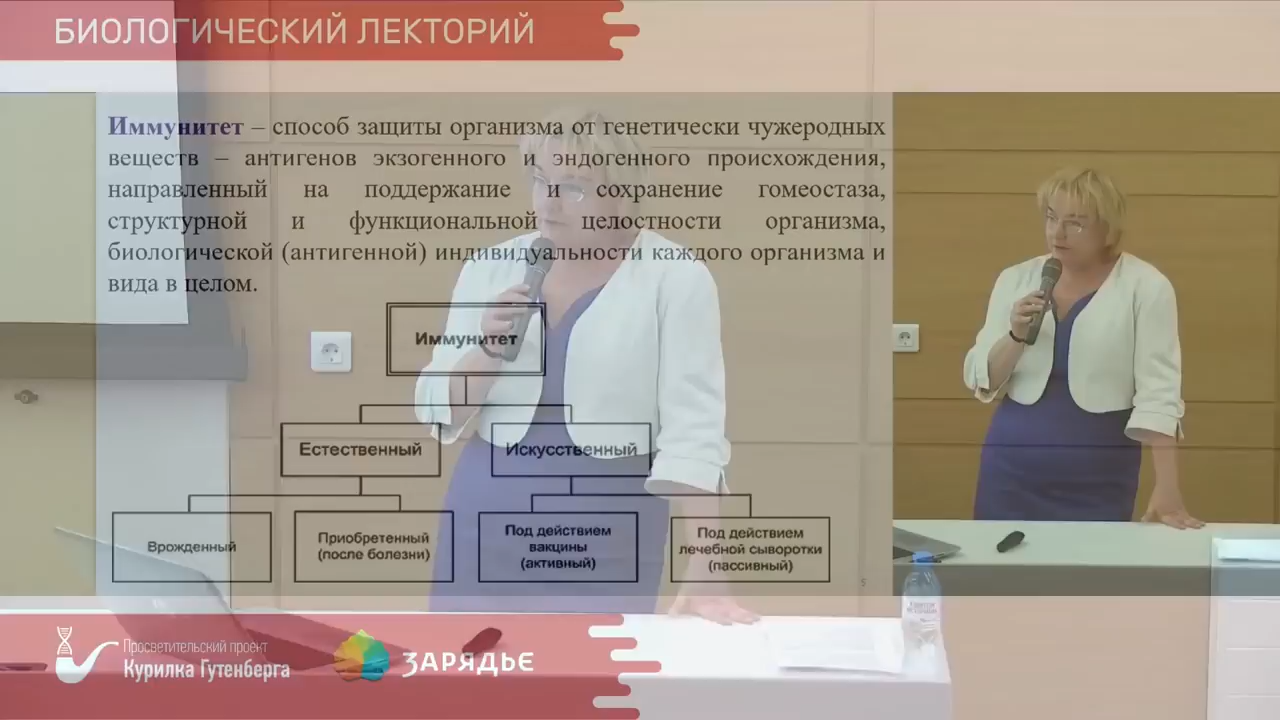 БИОЛОГИЧЕСКИЙ ЛЕКТОРИЙ
Иммунитет – способ защиты организма от генетически чужеродных
веществ – антигенов экзогенного и эндогенного происхождения,
направленный на поддержание и сохранение гомеостаза,
структурной и функциональной целостности организма,
биологической (антигенной) индивидуальности каждого организма и
вида в целом.
Иммунитет
Естественный
Искусственный
Врожденный
Приобретенный
(после болезни)
Под действием
вакцины
(активный)
Под действием
лечебной сыворотки
(пассивный)
5
Просветительский проект
Курилка Гутенберга
ЗАРЯДЬЕ